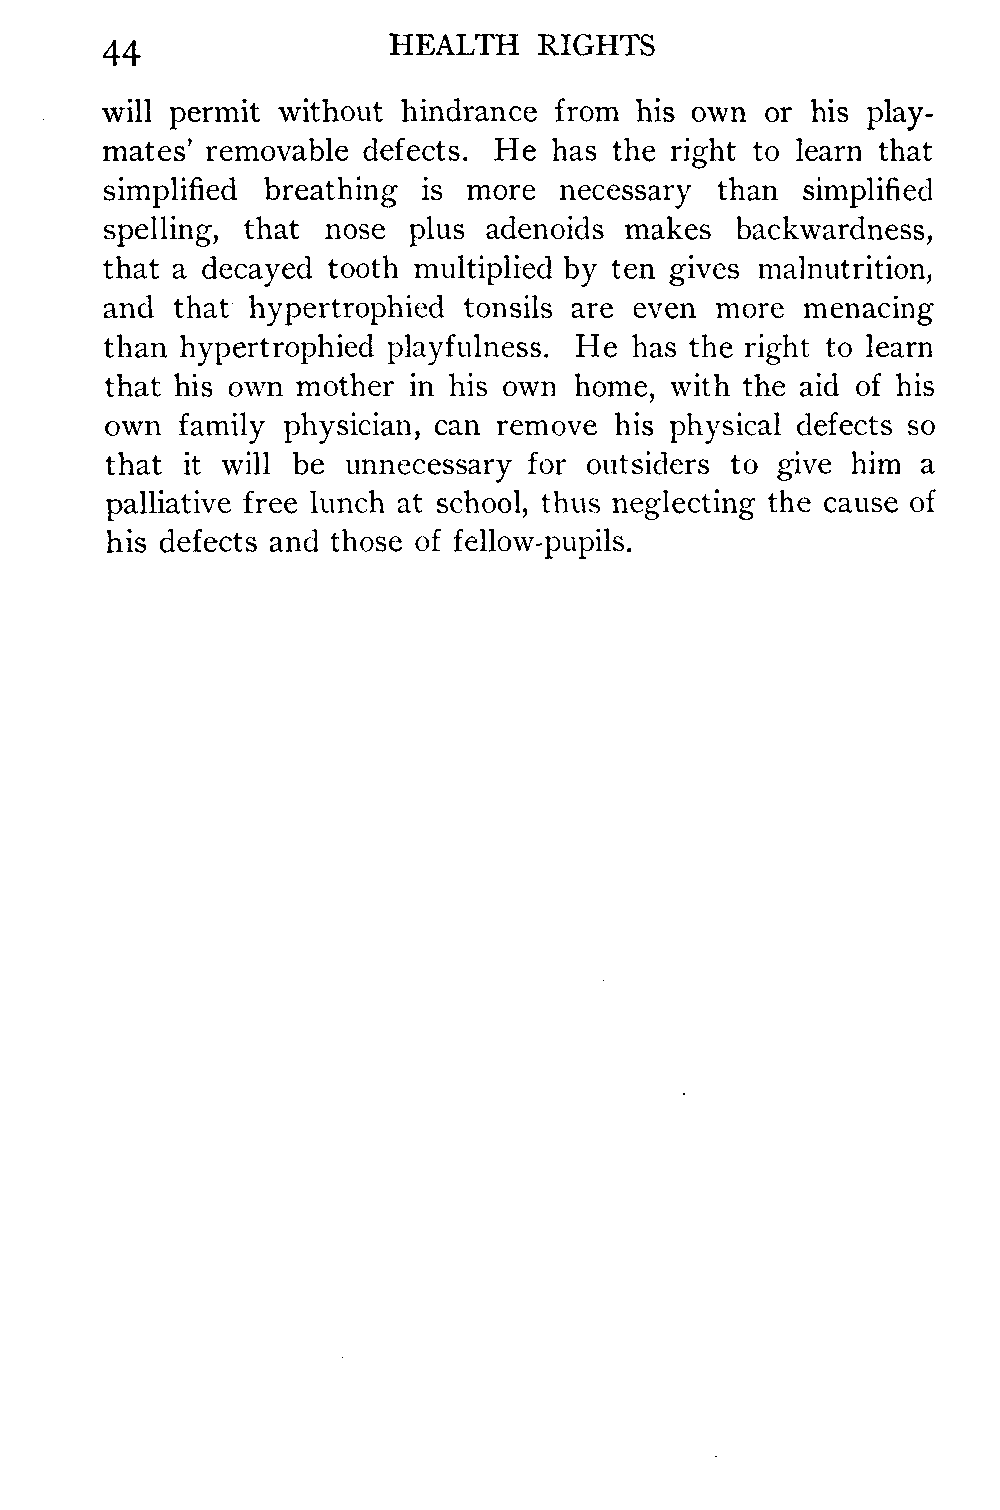 44 HEALTH RIGHTS
will permit without hindrance from his own or his play-
mates' removable defects. He has the right to learn that
simplified breathing is more necessary than simplified
spelling, that nose plus adenoids makes backwardness,
that a decayed tooth multiplied by ten gives malnutrition,
and that hypertrophied tonsils are even more menacing
than hypertrophied playfulness. He has the right to learn
that his own mother in his own home, with the aid of his
own family physician, can remove his physical defects so
that it will be unnecessary for outsiders to give him a
palliative free lunch at school, thus neglecting the cause of
his defects and those of fellow-pupils.